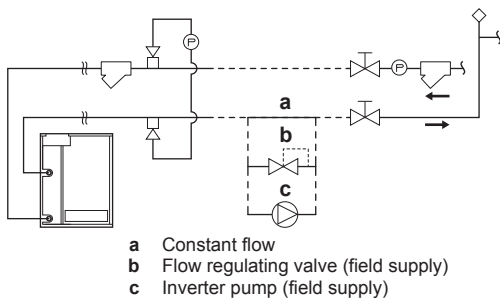 P
P
a
b
c
a Constant flow
b Flow regulating valve (field supply)
c Inverter pump (field supply)